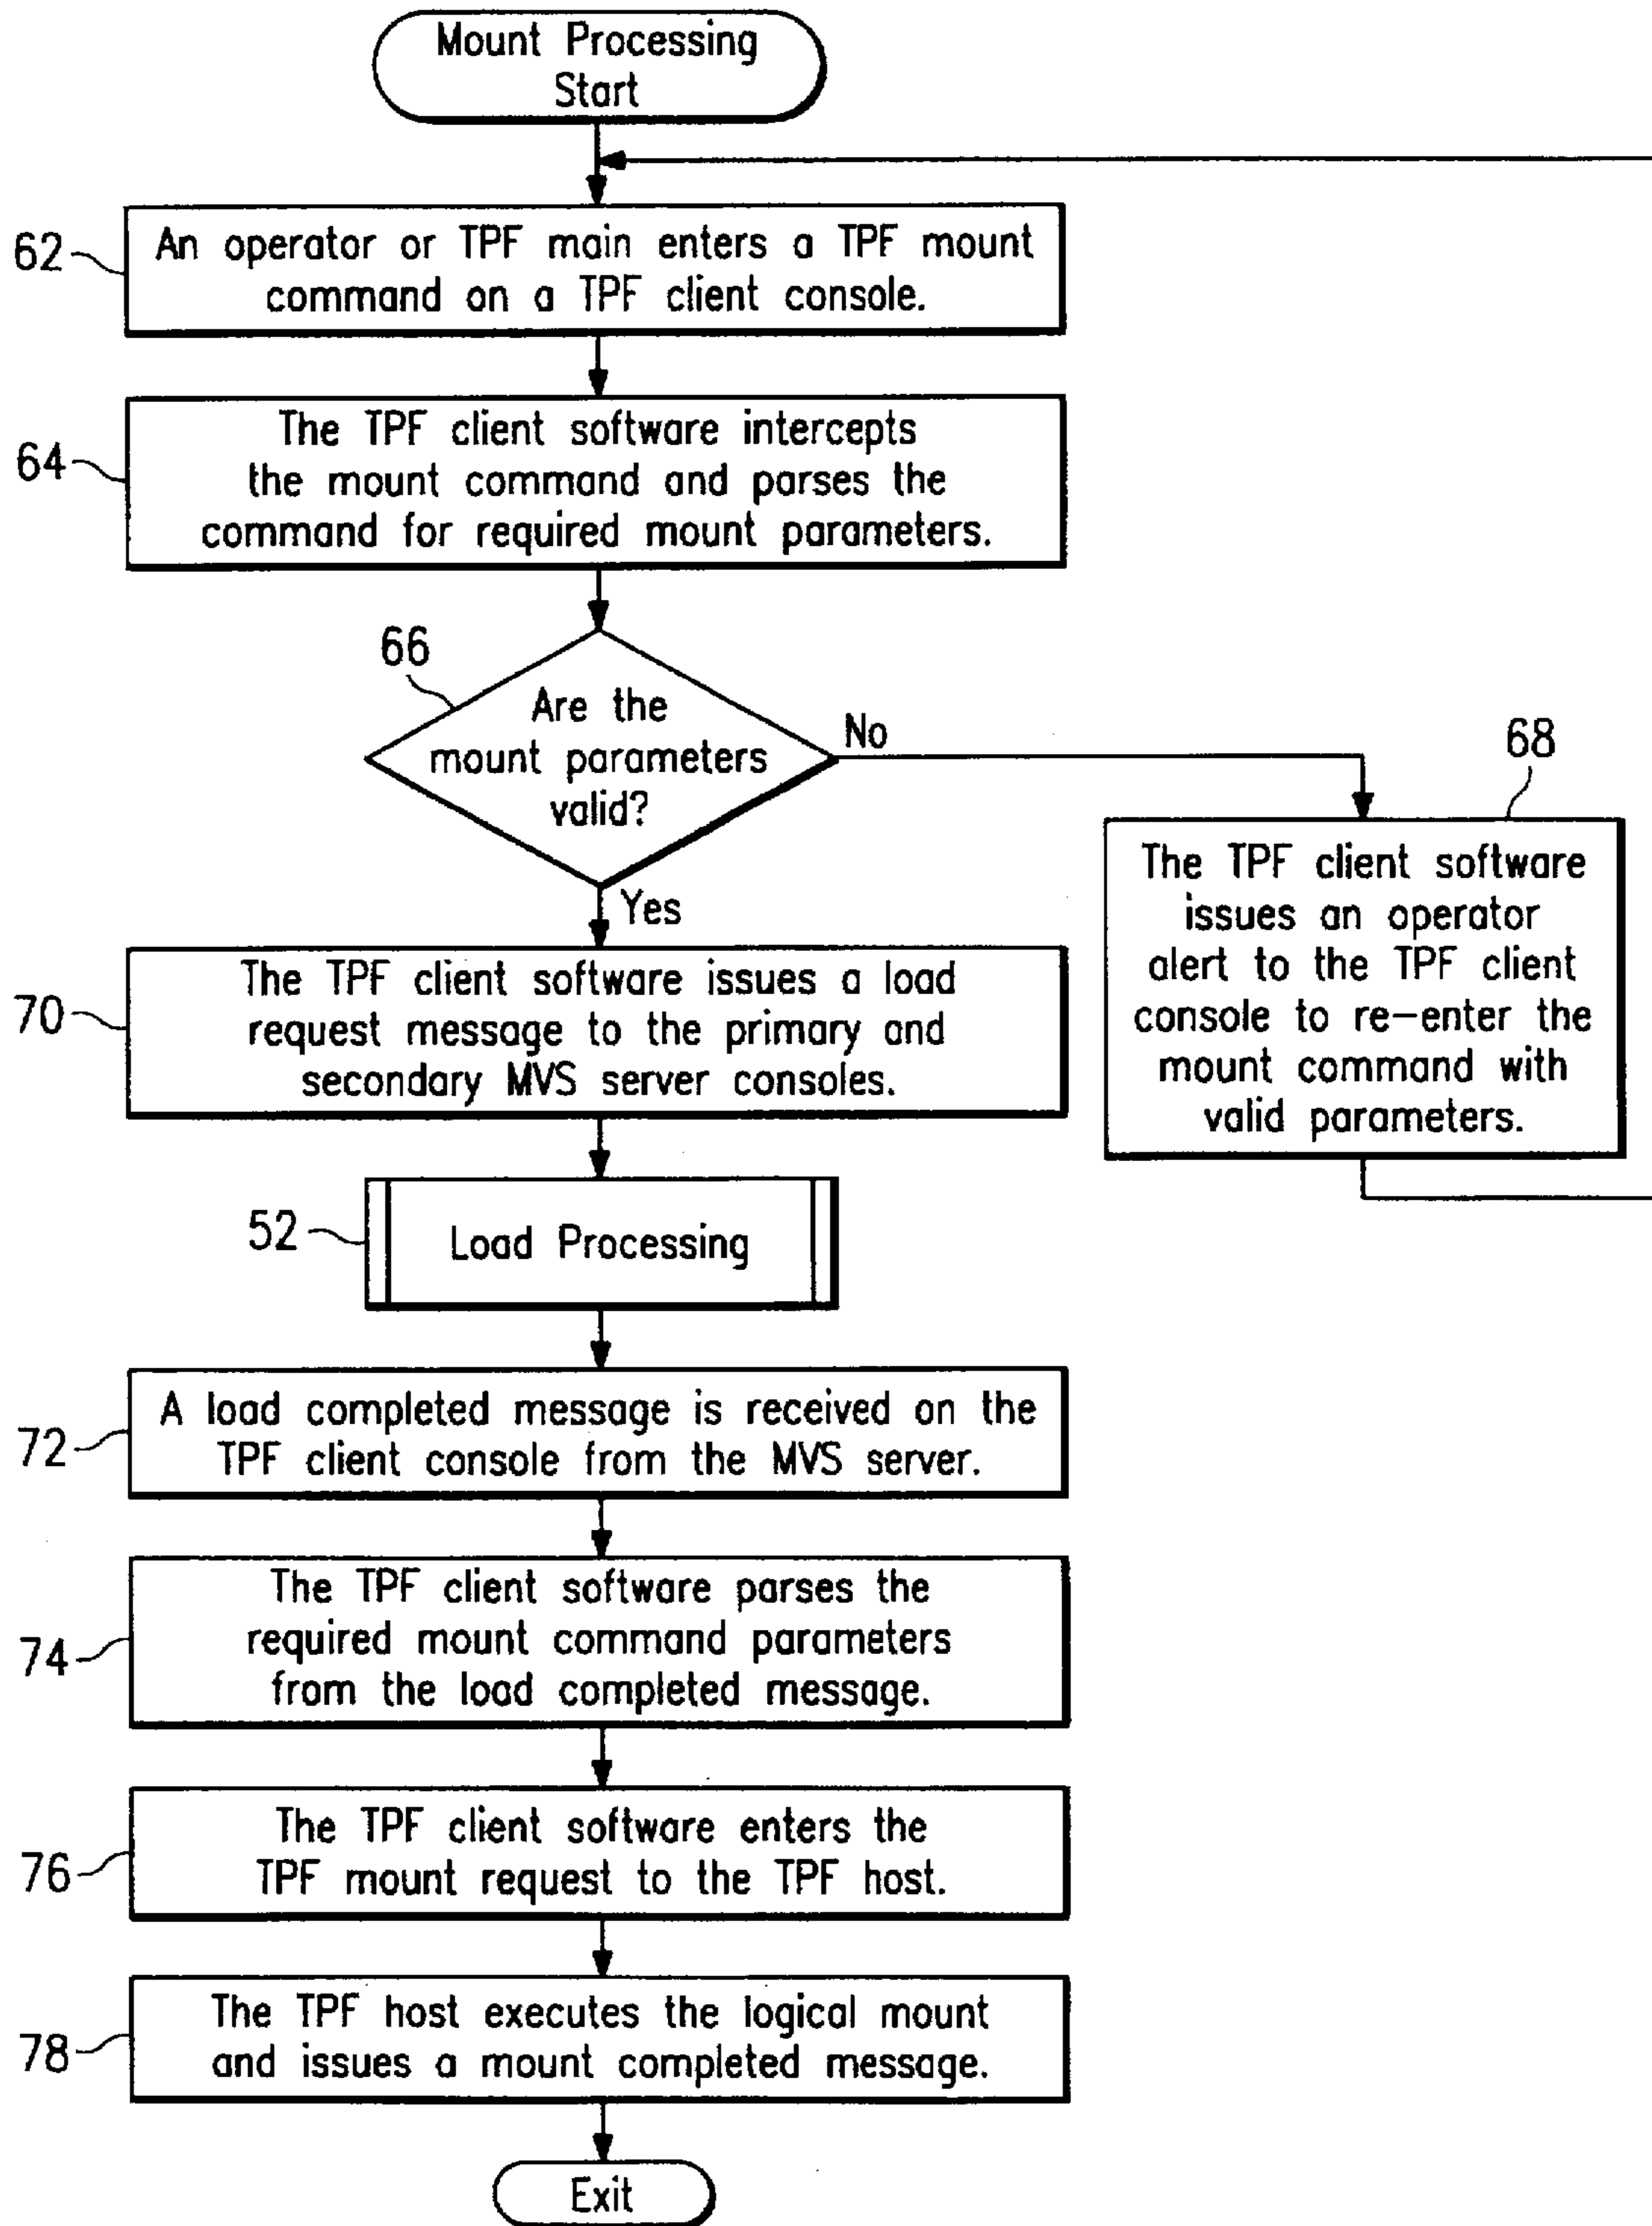 Mount Processing
Start
62
An operator or TPF main enters a TPF mount
command on a TPF client console.
64
The TPF client software intercepts
the mount command and parses the
command for required mount parameters.
66
Are the
mount parameters
valid?
No
Yes
68
The TPF client software
issues an operator
alert to the TPF client
console to re-enter the
mount command with
valid parameters.
70
The TPF client software issues a load
request message to the primary and
secondary MVS server consoles.
52
Load Processing
72
A load completed message is received on the
TPF client console from the MVS server.
74
The TPF client software parses the
required mount command parameters
from the load completed message.
76
The TPF client software enters the
TPF mount request to the TPF host.
78
The TPF host executes the logical mount
and issues a mount completed message.
Exit